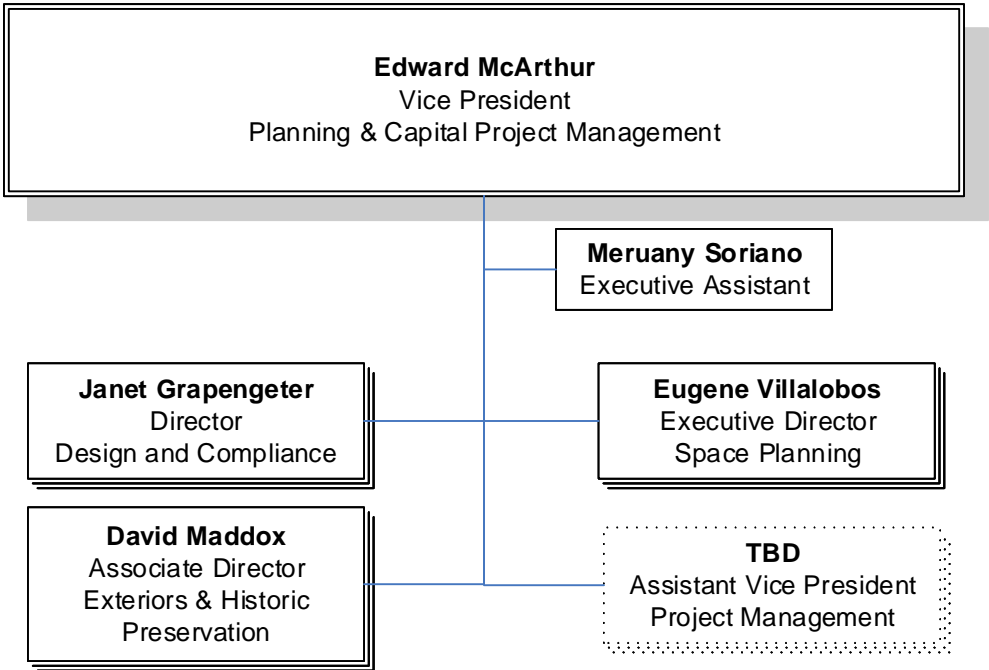 Edward McArthur
Vice President
Planning & Capital Project Management
Meruany Soriano
Executive Assistant
Janet Grapengeter
Director
Design and Compliance
Eugene Villalobos
Executive Director
Space Planning
David Maddox
Associate Director
Exteriors & Historic
Preservation
TBD
Assistant Vice President
Project Management